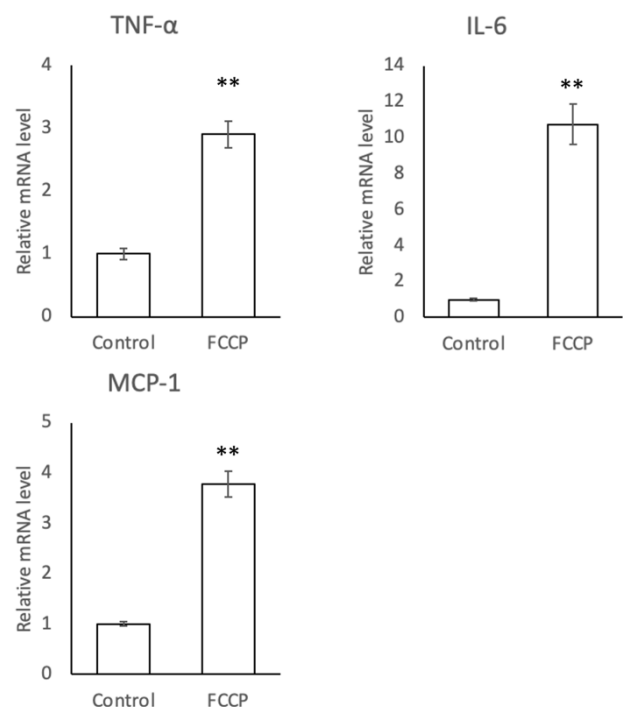 TNF-α
Relative mRNA level
4
3
2
1
0
**
Control FCCP
IL-6
Relative mRNA level
14
12
10
8
6
4
2
0
**
Control FCCP
MCP-1
Relative mRNA level
5
4
3
2
1
0
**
Control FCCP